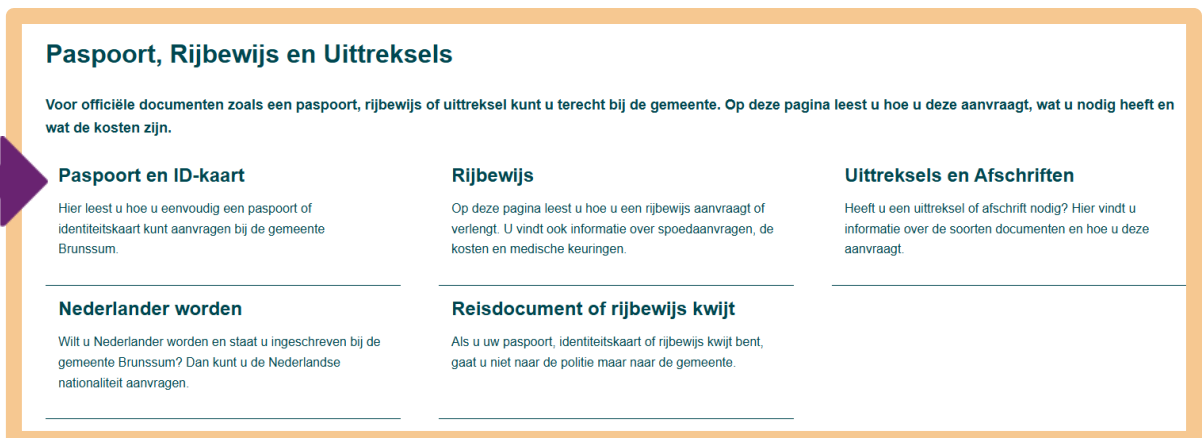 Paspoort, Rijbewijs en Uittreksels
Voor officiële documenten zoals een paspoort, rijbewijs of uittreksel kunt u terecht bij de gemeente. Op deze pagina leest u hoe u deze aanvraagt, wat u nodig heeft en
wat de kosten zijn.
Paspoort en ID-kaart
Hier leest u hoe u eenvoudig een paspoort of
identiteitskaart kunt aanvragen bij de gemeente
Brunssum.
Rijbewijs
Op deze pagina leest u hoe u een rijbewijs aanvraagt of
verlengt. U vindt ook informatie over spoedaanvragen, de
kosten en medische keuringen.
Uittreksels en Afschriften
Heeft u een uittreksel of afschrift nodig? Hier vindt u
informatie over de soorten documenten en hoe u deze
aanvraagt.
Nederlander worden
Wilt u Nederlander worden en staat u ingeschreven bij de
gemeente Brunssum? Dan kunt u de Nederlandse
nationaliteit aanvragen.
Reisdocument of rijbewijs kwijt
Als u uw paspoort, identiteitskaart of rijbewijs kwijt bent,
gaat u niet naar de politie maar naar de gemeente.